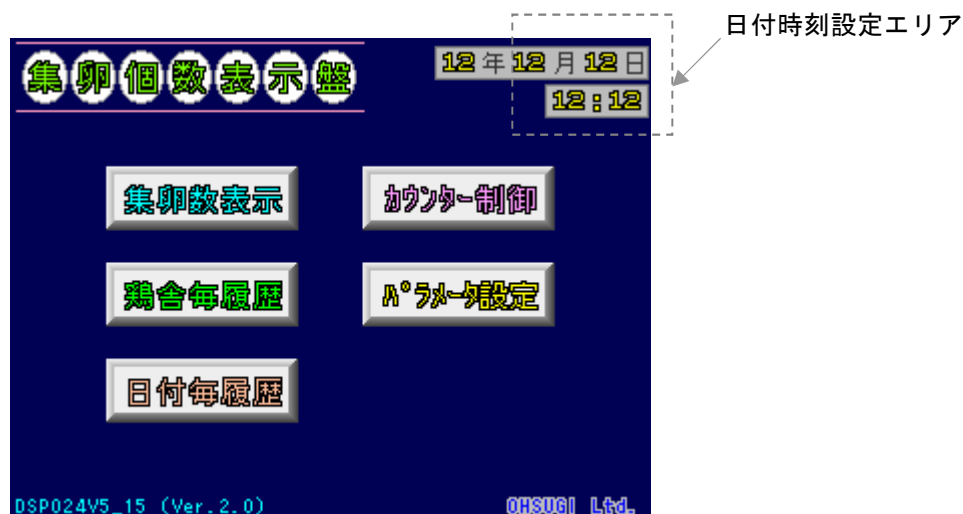 日付時刻設定エリア
集卵個数表示盤
12年12月12日
12:12
集卵数表示
カウンター制御
鶏舎毎履歴
パラメータ設定
日付毎履歴
DSP024V5_15 (Ver.2.0)
OHSUGI Ltd.